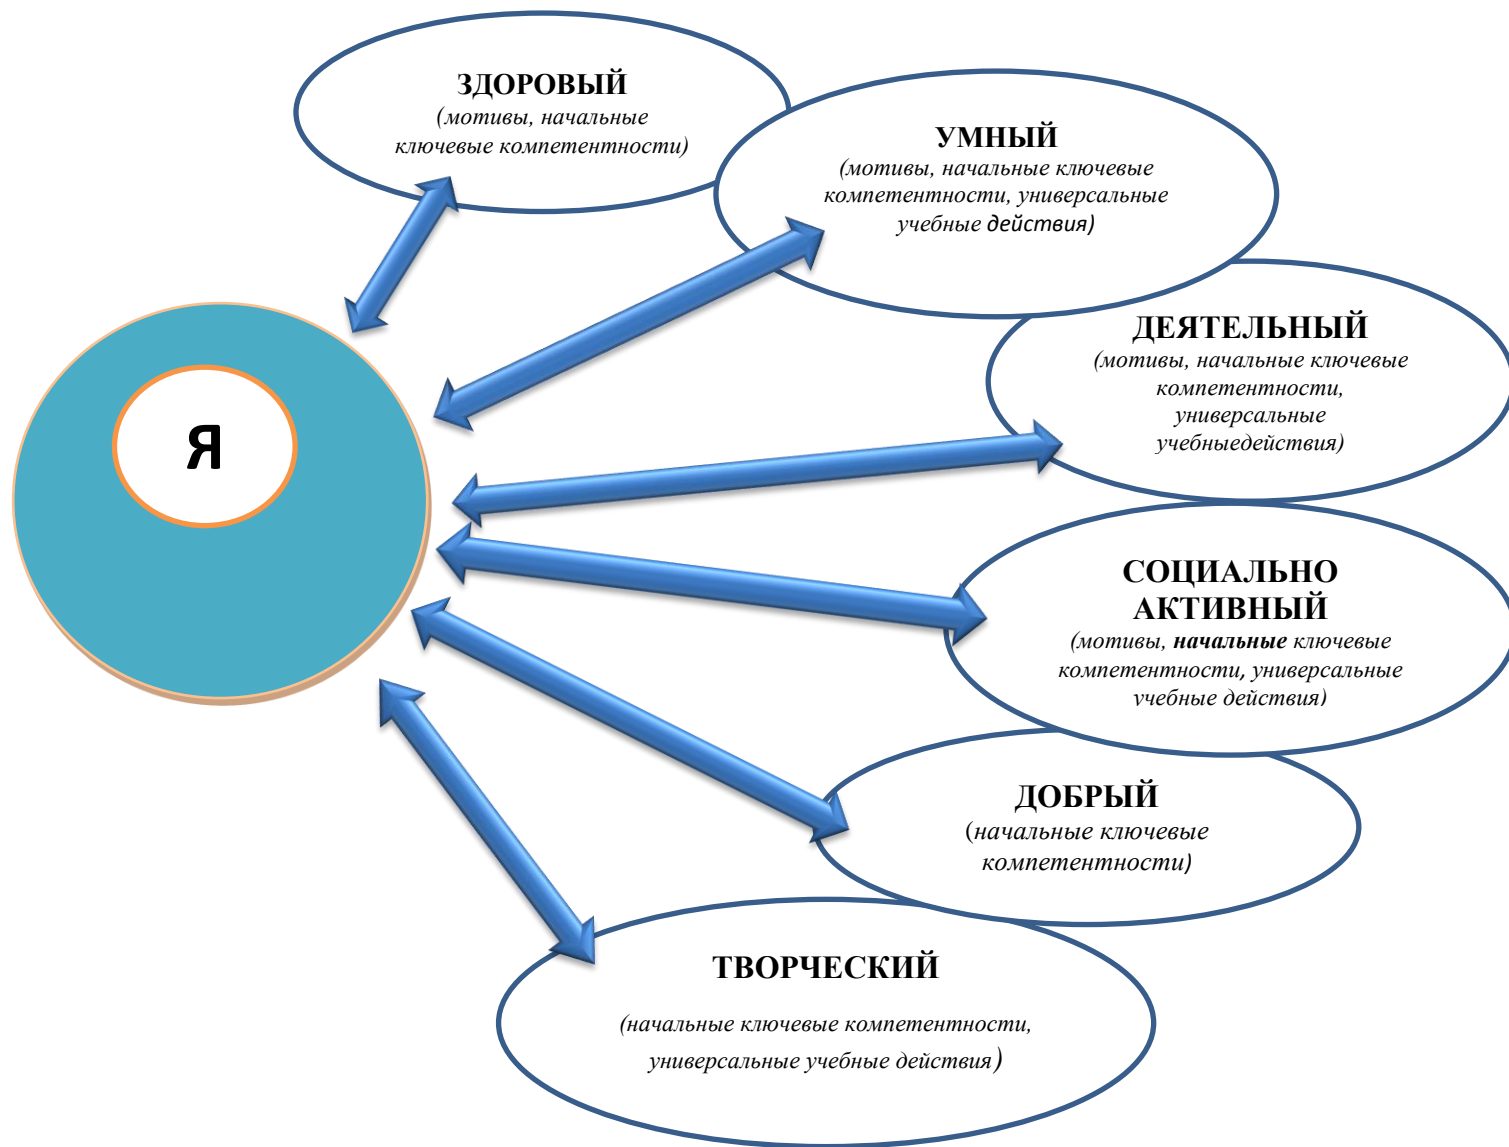 ЗДОРОВЫЙ
(мотивы, начальные
ключевые компетентности)
УМНЫЙ
(мотивы, начальные ключевые
компетентности, универсальные
учебные действия)
ДЕЯТЕЛЬНЫЙ
(мотивы, начальные ключевые
компетентности,
универсальные
учебныедействия)
Я
СОЦИАЛЬНО
АКТИВНЫЙ
(мотивы, начальные ключевые
компетентности, универсальные
учебные действия)
ДОБРЫЙ
(начальные ключевые
компетентности)
ТВОРЧЕСКИЙ
(начальные ключевые компетентности,
универсальные учебные действия)